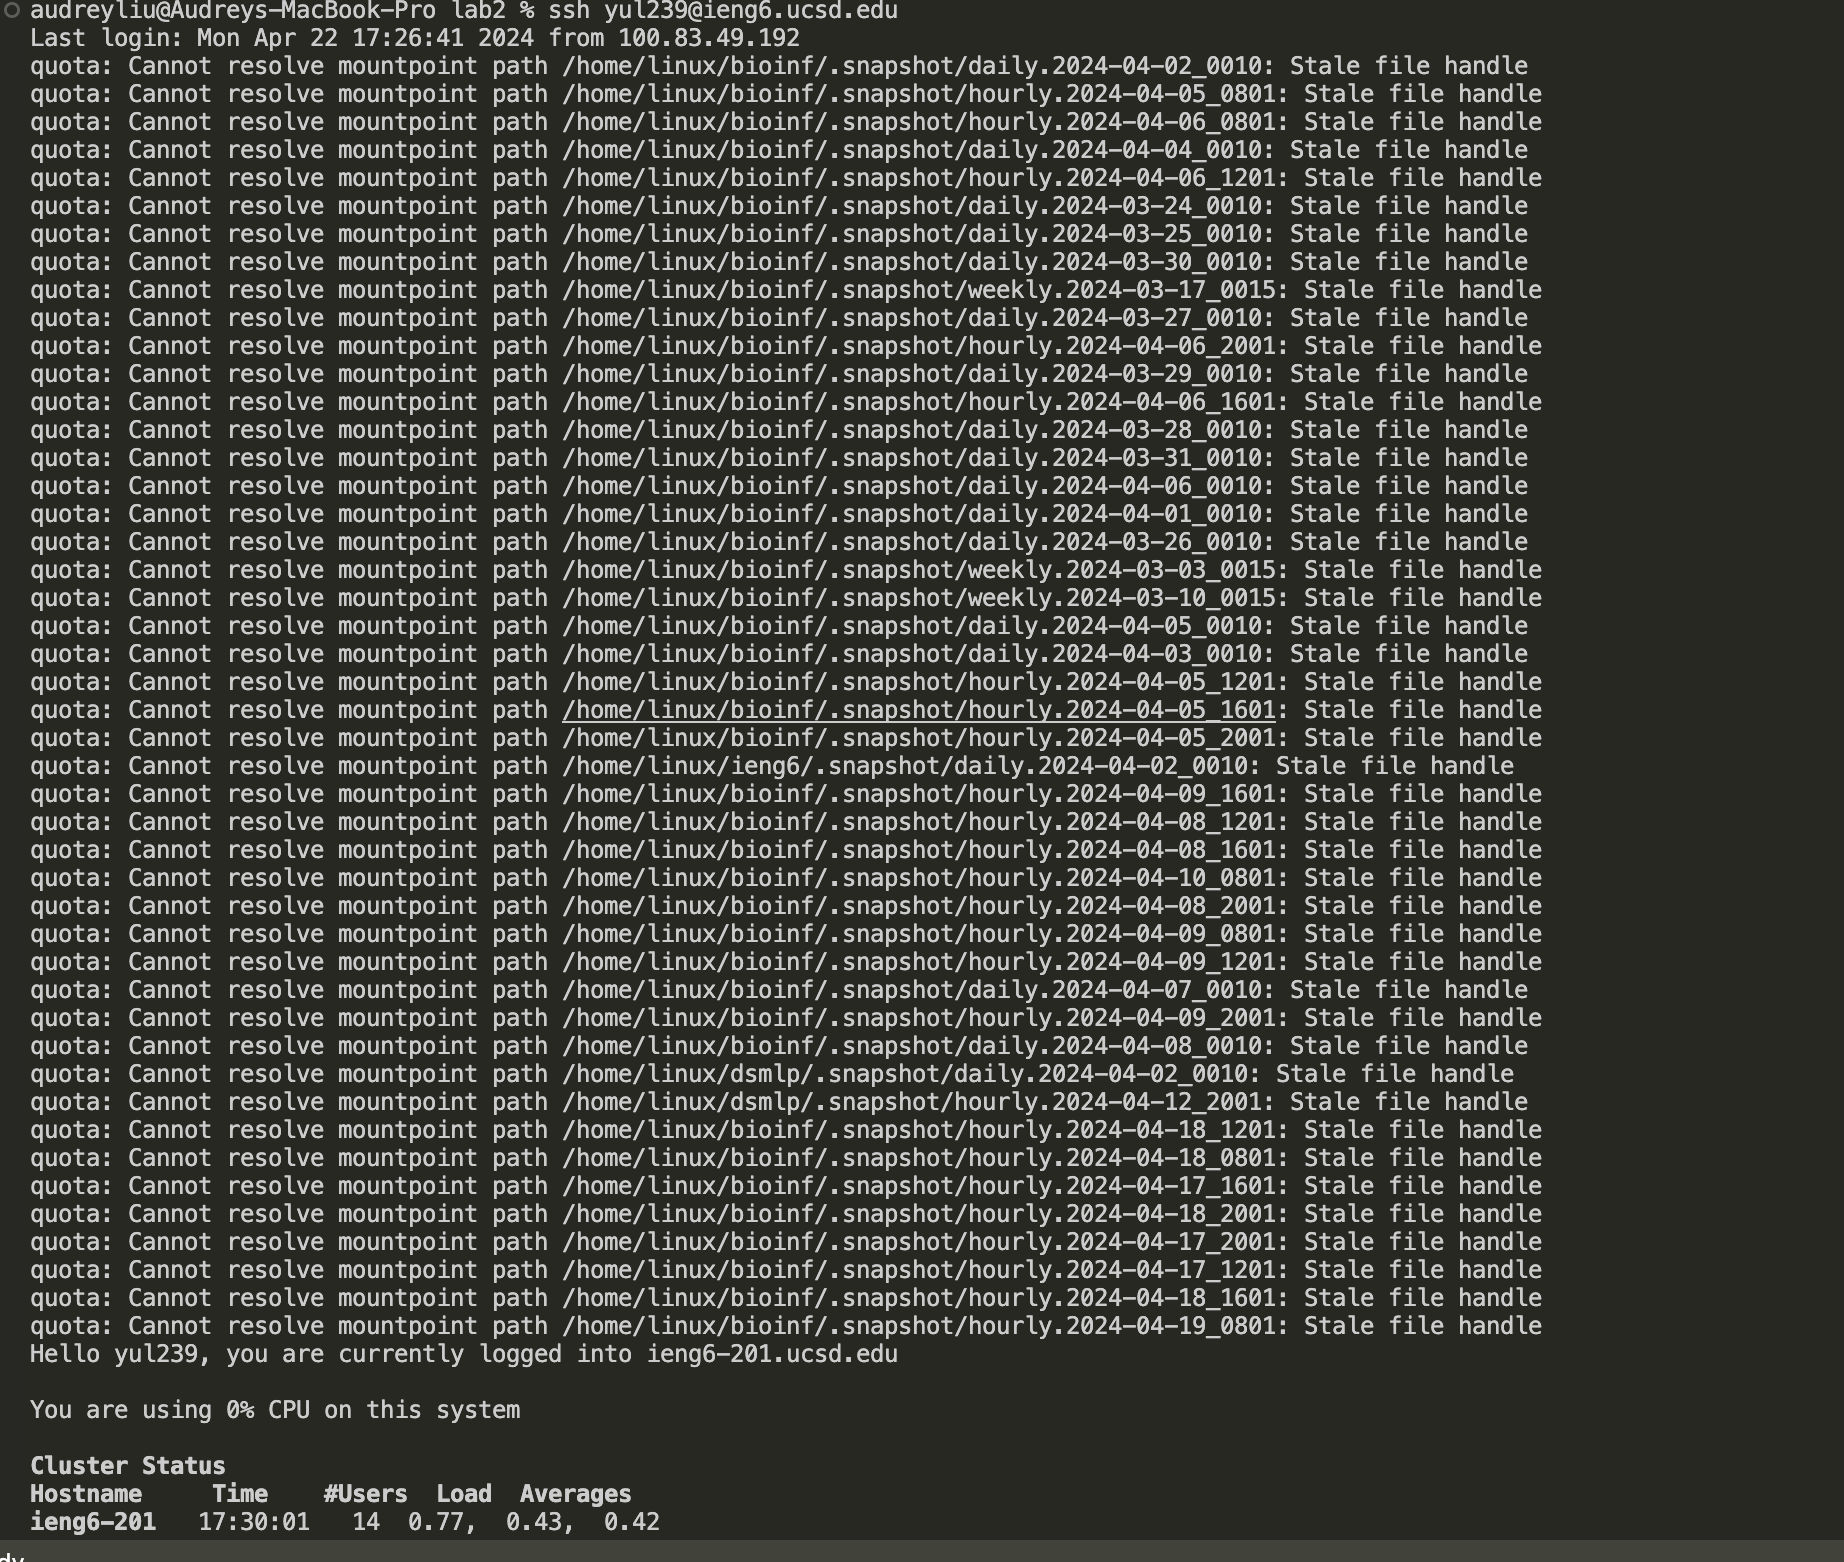 audreyliu@Audreys-MacBook-Pro lab2 % ssh yul239@ieng6.ucsd.edu
Last login: Mon Apr 22 17:26:41 2024 from 100.83.49.192
quota: Cannot resolve mountpoint path /home/linux/bioinf/.snapshot/daily.2024-04-02_0010: Stale file handle
quota: Cannot resolve mountpoint path /home/linux/bioinf/.snapshot/hourly.2024-04-05_0801: Stale file handle
quota: Cannot resolve mountpoint path /home/linux/bioinf/.snapshot/hourly.2024-04-06_0801: Stale file handle
quota: Cannot resolve mountpoint path /home/linux/bioinf/.snapshot/daily.2024-04-04_0010: Stale file handle
quota: Cannot resolve mountpoint path /home/linux/bioinf/.snapshot/hourly.2024-04-06_1201: Stale file handle
quota: Cannot resolve mountpoint path /home/linux/bioinf/.snapshot/daily.2024-03-24_0010: Stale file handle
quota: Cannot resolve mountpoint path /home/linux/bioinf/.snapshot/daily.2024-03-25_0010: Stale file handle
quota: Cannot resolve mountpoint path /home/linux/bioinf/.snapshot/daily.2024-03-30_0010: Stale file handle
quota: Cannot resolve mountpoint path /home/linux/bioinf/.snapshot/weekly.2024-03-17_0015: Stale file handle
quota: Cannot resolve mountpoint path /home/linux/bioinf/.snapshot/daily.2024-03-27_0010: Stale file handle
quota: Cannot resolve mountpoint path /home/linux/bioinf/.snapshot/hourly.2024-04-06_2001: Stale file handle
quota: Cannot resolve mountpoint path /home/linux/bioinf/.snapshot/daily.2024-03-29_0010: Stale file handle
quota: Cannot resolve mountpoint path /home/linux/bioinf/.snapshot/hourly.2024-04-06_1601: Stale file handle
quota: Cannot resolve mountpoint path /home/linux/bioinf/.snapshot/daily.2024-03-28_0010: Stale file handle
quota: Cannot resolve mountpoint path /home/linux/bioinf/.snapshot/daily.2024-03-31_0010: Stale file handle
quota: Cannot resolve mountpoint path /home/linux/bioinf/.snapshot/daily.2024-04-06_0010: Stale file handle
quota: Cannot resolve mountpoint path /home/linux/bioinf/.snapshot/daily.2024-04-01_0010: Stale file handle
quota: Cannot resolve mountpoint path /home/linux/bioinf/.snapshot/daily.2024-03-26_0010: Stale file handle
quota: Cannot resolve mountpoint path /home/linux/bioinf/.snapshot/weekly.2024-03-03_0015: Stale file handle
quota: Cannot resolve mountpoint path /home/linux/bioinf/.snapshot/weekly.2024-03-10_0015: Stale file handle
quota: Cannot resolve mountpoint path /home/linux/bioinf/.snapshot/daily.2024-04-05_0010: Stale file handle
quota: Cannot resolve mountpoint path /home/linux/bioinf/.snapshot/daily.2024-04-03_0010: Stale file handle
quota: Cannot resolve mountpoint path /home/linux/bioinf/.snapshot/hourly.2024-04-05_1201: Stale file handle
quota: Cannot resolve mountpoint path /home/linux/bioinf/.snapshot/hourly.2024-04-05_1601: Stale file handle
quota: Cannot resolve mountpoint path /home/linux/bioinf/.snapshot/hourly.2024-04-05_2001: Stale file handle
quota: Cannot resolve mountpoint path /home/linux/ieng6/.snapshot/daily.2024-04-02_0010: Stale file handle
quota: Cannot resolve mountpoint path /home/linux/bioinf/.snapshot/hourly.2024-04-09_1601: Stale file handle
quota: Cannot resolve mountpoint path /home/linux/bioinf/.snapshot/hourly.2024-04-08_1201: Stale file handle
quota: Cannot resolve mountpoint path /home/linux/bioinf/.snapshot/hourly.2024-04-08_1601: Stale file handle
quota: Cannot resolve mountpoint path /home/linux/bioinf/.snapshot/hourly.2024-04-10_0801: Stale file handle
quota: Cannot resolve mountpoint path /home/linux/bioinf/.snapshot/hourly.2024-04-08_2001: Stale file handle
quota: Cannot resolve mountpoint path /home/linux/bioinf/.snapshot/hourly.2024-04-09_0801: Stale file handle
quota: Cannot resolve mountpoint path /home/linux/bioinf/.snapshot/hourly.2024-04-09_1201: Stale file handle
quota: Cannot resolve mountpoint path /home/linux/bioinf/.snapshot/daily.2024-04-07_0010: Stale file handle
quota: Cannot resolve mountpoint path /home/linux/bioinf/.snapshot/hourly.2024-04-09_2001: Stale file handle
quota: Cannot resolve mountpoint path /home/linux/bioinf/.snapshot/daily.2024-04-08_0010: Stale file handle
quota: Cannot resolve mountpoint path /home/linux/dsmlp/.snapshot/daily.2024-04-02_0010: Stale file handle
quota: Cannot resolve mountpoint path /home/linux/dsmlp/.snapshot/hourly.2024-04-12_2001: Stale file handle
quota: Cannot resolve mountpoint path /home/linux/bioinf/.snapshot/hourly.2024-04-18_1201: Stale file handle
quota: Cannot resolve mountpoint path /home/linux/bioinf/.snapshot/hourly.2024-04-18_0801: Stale file handle
quota: Cannot resolve mountpoint path /home/linux/bioinf/.snapshot/hourly.2024-04-17_1601: Stale file handle
quota: Cannot resolve mountpoint path /home/linux/bioinf/.snapshot/hourly.2024-04-18_2001: Stale file handle
quota: Cannot resolve mountpoint path /home/linux/bioinf/.snapshot/hourly.2024-04-17_2001: Stale file handle
quota: Cannot resolve mountpoint path /home/linux/bioinf/.snapshot/hourly.2024-04-17_1201: Stale file handle
quota: Cannot resolve mountpoint path /home/linux/bioinf/.snapshot/hourly.2024-04-18_1601: Stale file handle
quota: Cannot resolve mountpoint path /home/linux/bioinf/.snapshot/hourly.2024-04-19_0801: Stale file handle
Hello yul239, you are currently logged into ieng6-201.ucsd.edu
You are using 0% CPU on this system
Cluster Status
Hostname     Time    #Users  Load  Averages
ieng6-201   17:30:01   14  0.77,  0.43,  0.42